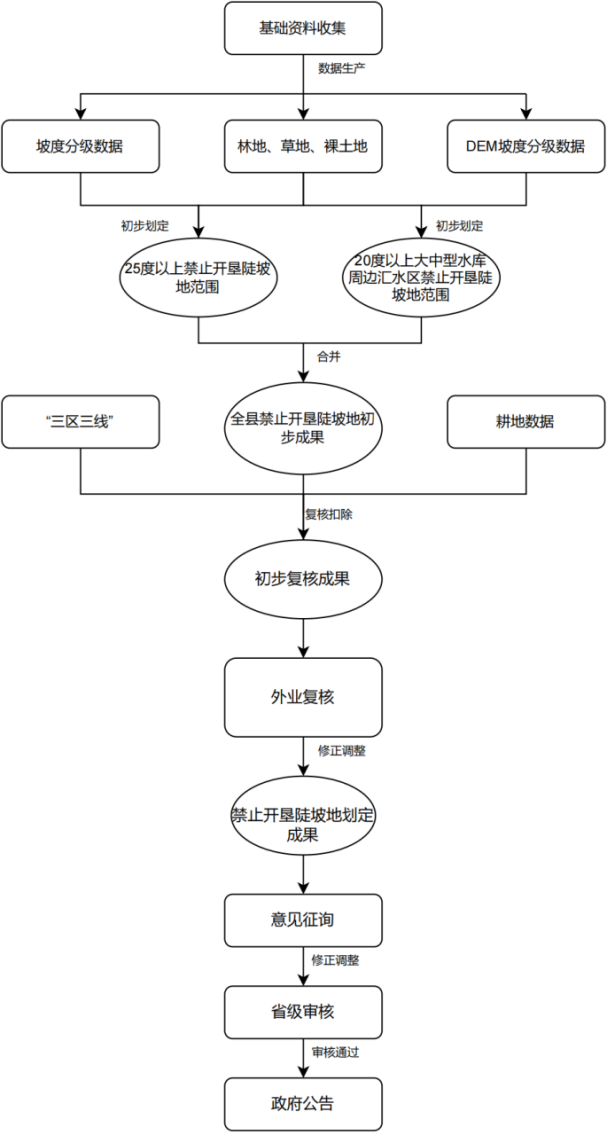 基础资料收集
数据生产
坡度分级数据
林地、草地、裸土地
DEM坡度分级数据
初步划定
初步划定
25度以上禁止开垦陡坡
地范围
20度以上大中型水库
周边汇水区禁止开垦陡
坡地范围
合并
“三区三线”
全县禁止开垦陡坡地初
步成果
耕地数据
复核扣除
初步复核成果
外业复核
修正调整
禁止开垦陡坡地划定
成果
意见征询
修正调整
省级审核
审核通过
政府公告